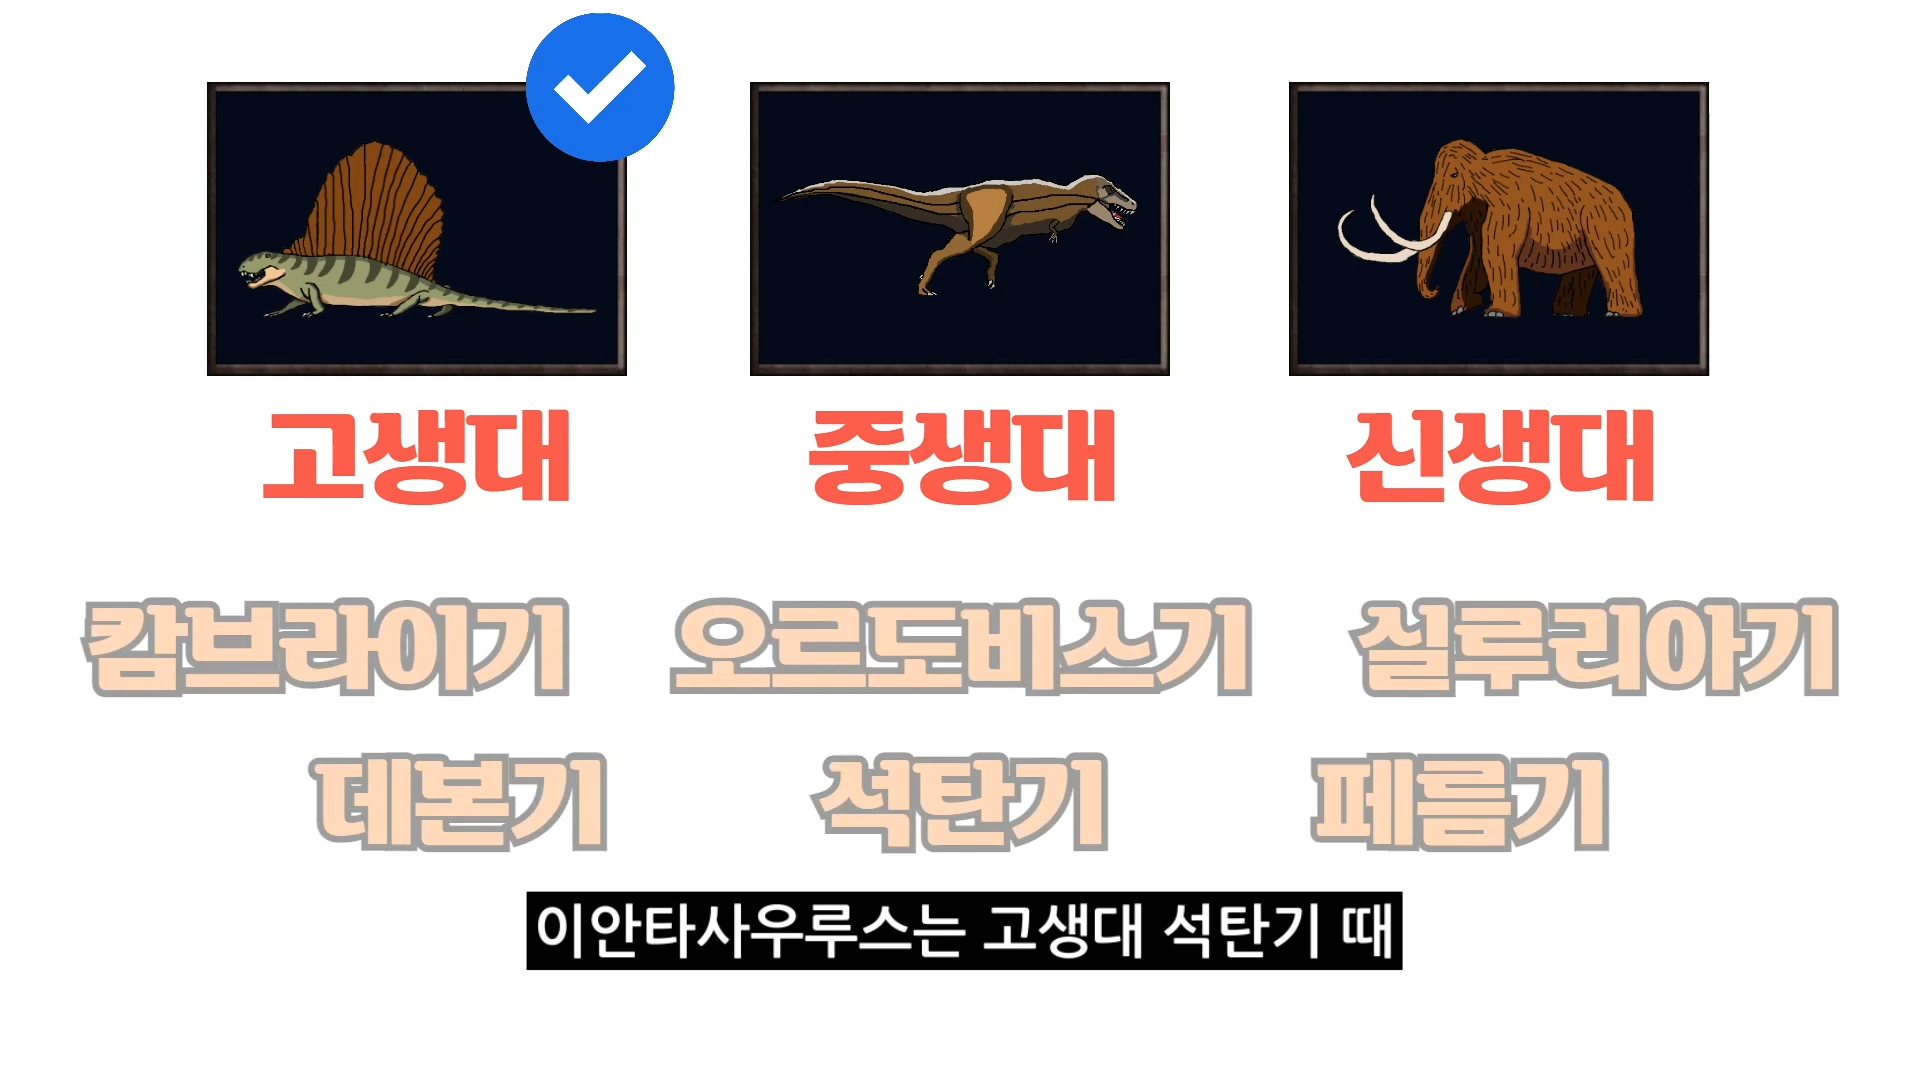 고생대 중생대 신생대
캄브라이기 오르도비스기 실루리아기
데본기 석탄기 페름기
이안타사우루스는 고생대 석탄기 때